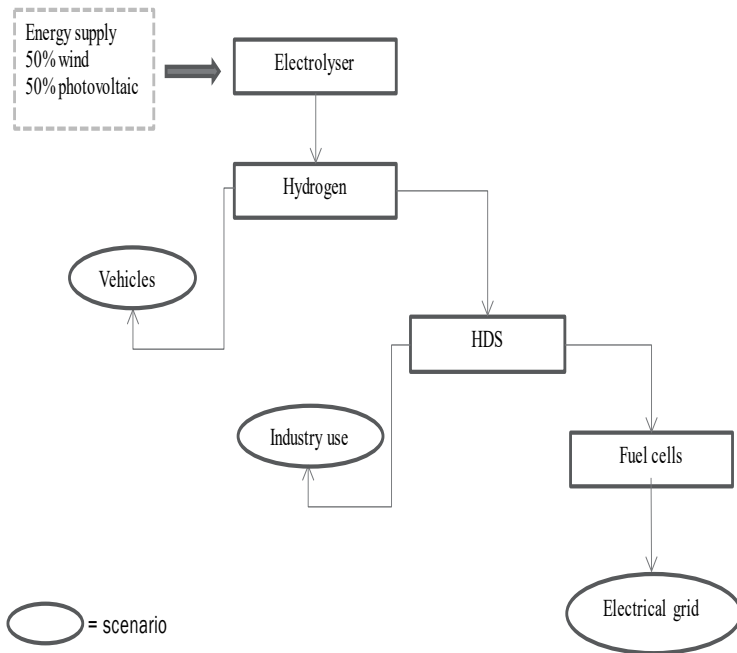 Energy supply
50% wind
50% photovoltaic
Electrolyser
Hydrogen
Vehicles
HDS
Industry use
Fuel cells
Electrical grid
= scenario